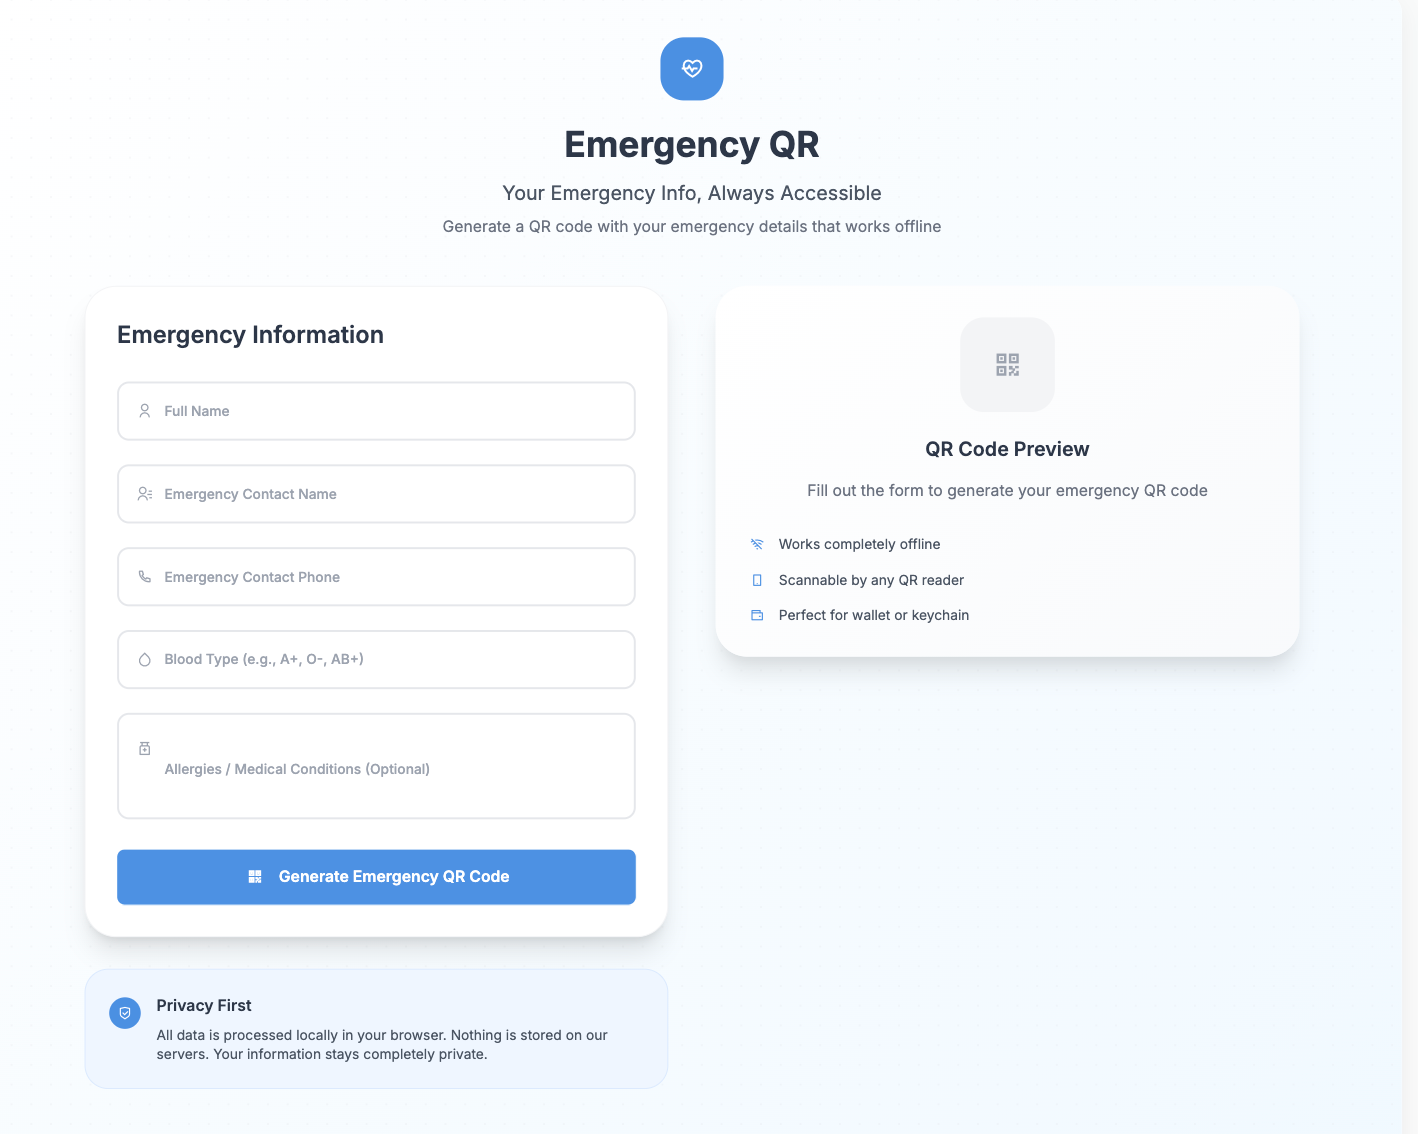 Emergency QR
Your Emergency Info, Always Accessible
Generate a QR code with your emergency details that works offline
Emergency Information
Full Name
Emergency Contact Name
Emergency Contact Phone
Blood Type (e.g., A+, O-, AB+)
Allergies / Medical Conditions (Optional)
Generate Emergency QR Code
Privacy First
All data is processed locally in your browser. Nothing is stored on our
servers. Your information stays completely private.
QR Code Preview
Fill out the form to generate your emergency QR code
Works completely offline
Scannable by any QR reader
Perfect for wallet or keychain